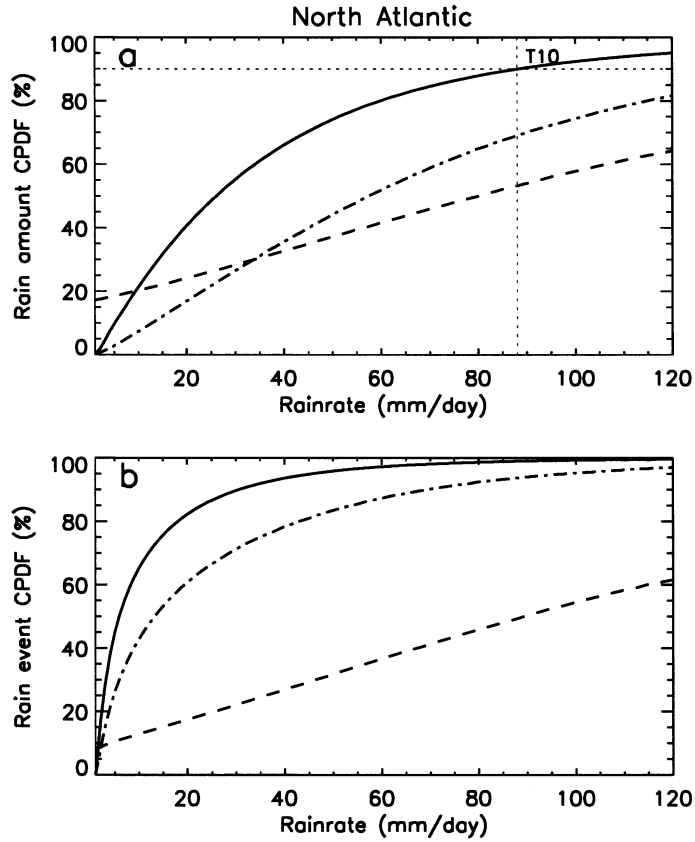 North Atlantic
a
T10
Rain amount CPDF (%)
100
80
60
40
20
0
20 40 60 80 100 120
Rainrate (mm/day)
b
Rain event CPDF (%)
100
80
60
40
20
0
20 40 60 80 100 120
Rainrate (mm/day)